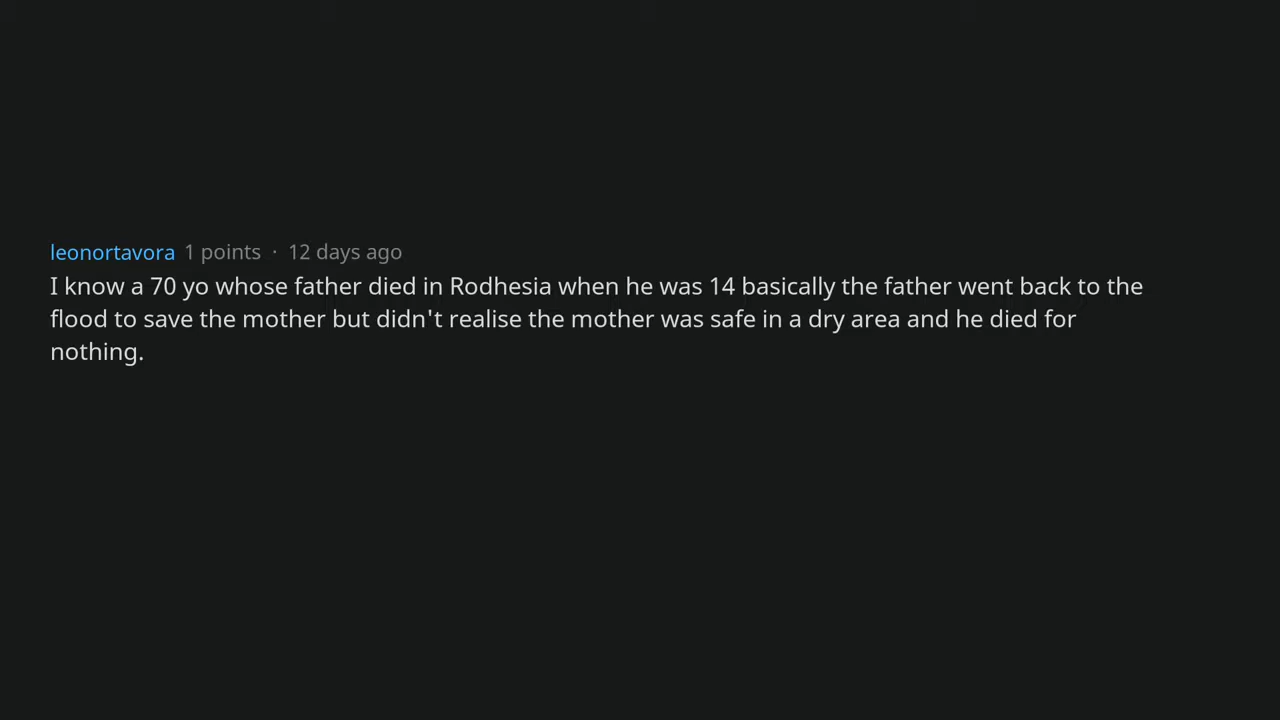 leonortavora 1 points · 12 days ago
I know a 70 yo whose father died in Rodhesia when he was 14 basically the father went back to the
flood to save the mother but didn't realise the mother was safe in a dry area and he died for
nothing.